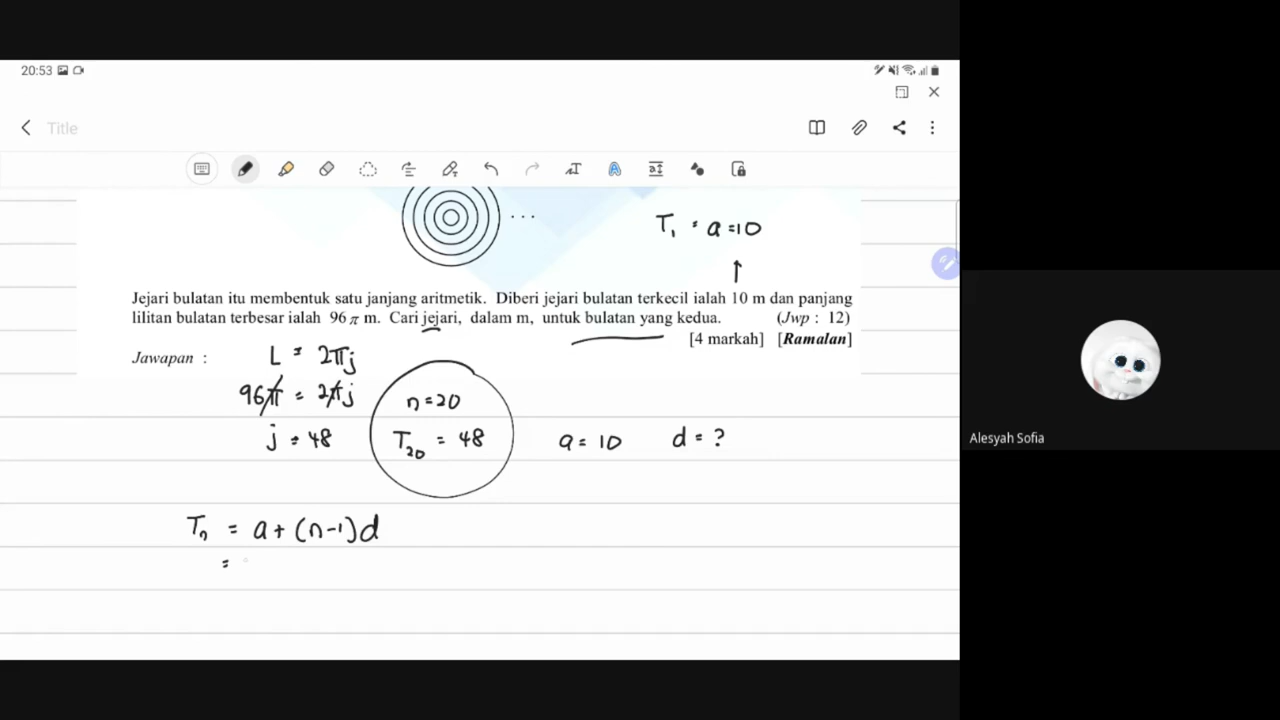 20:53
Title
T₁ = a = 10
Jejari bulatan itu membentuk satu janjang aritmetik. Diberi jejari bulatan terkecil ialah 10 m dan panjang
lilitan bulatan terbesar ialah 96 π m. Cari jejari, dalam m, untuk bulatan yang kedua. (Jwp : 12)
[4 markah] [Ramalan]
Jawapan :
L = 2πj
96π = 2πj
j = 48
n = 20
T₂₀ = 48
a = 10
d = ?
Tₙ = a + (n-1)d
=
Alesyah Sofia